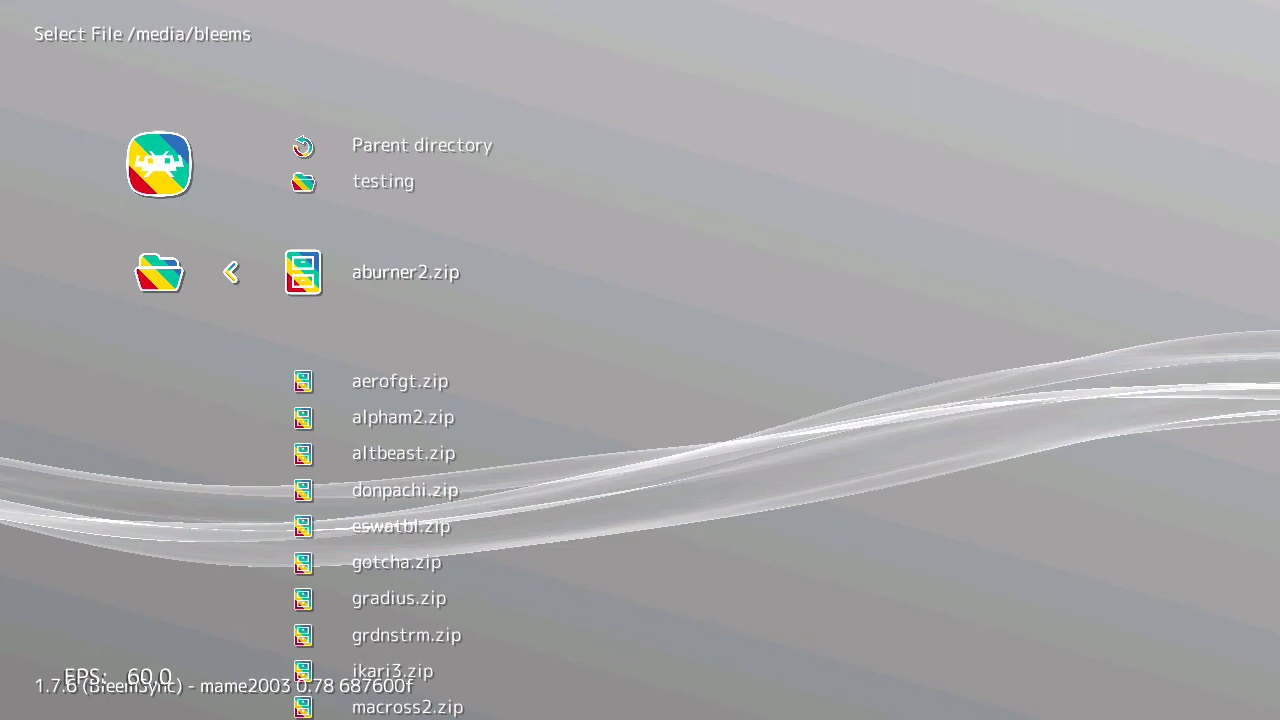 Select File /media/bleems
Parent directory
testing
aburner2.zip
aerofgt.zip
alpham2.zip
altbeast.zip
donpachi.zip
eswatbl.zip
gotcha.zip
gradius.zip
grdnstrm.zip
ikari3.zip
FPS: 60.0
1.7.6 (BleemSync) - mame2003 0.78 687600f
macross2.zip